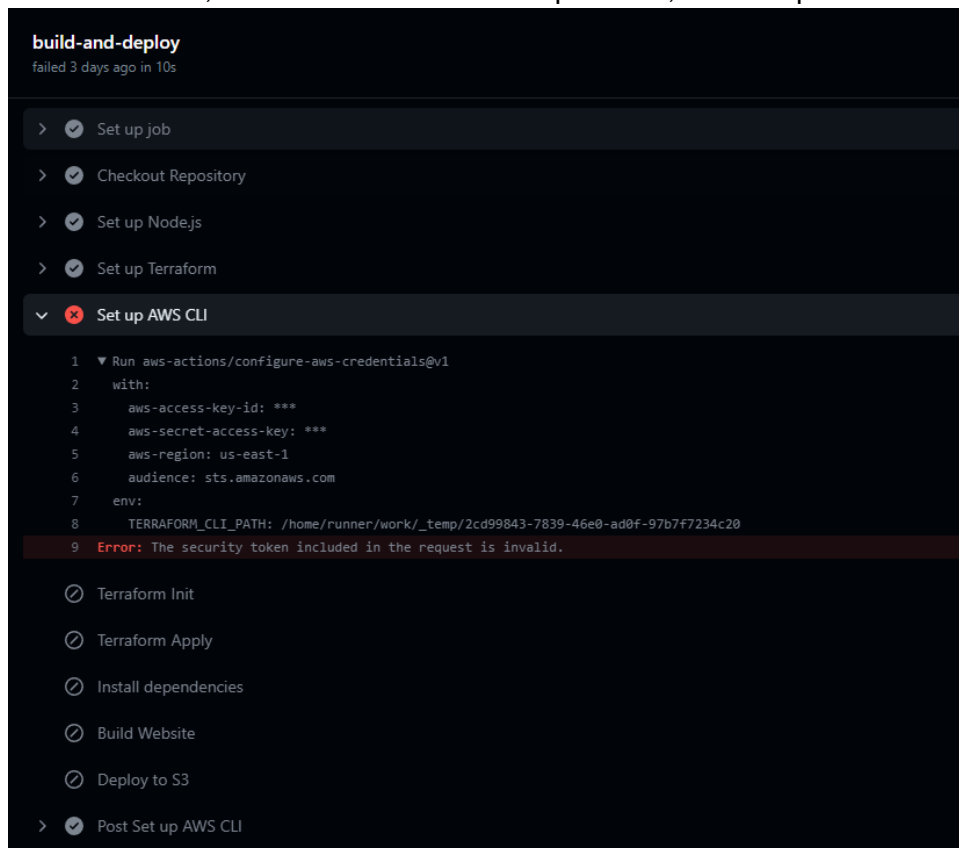 build-and-deploy
failed 3 days ago in 10s
Set up job
Checkout Repository
Set up Node.js
Set up Terraform
Set up AWS CLI
1 ▼ Run aws-actions/configure-aws-credentials@v1
2 with:
3 aws-access-key-id: ***
4 aws-secret-access-key: ***
5 aws-region: us-east-1
6 audience: sts.amazonaws.com
7 env:
8 TERRAFORM_CLI_PATH: /home/runner/work/_temp/2cd99843-7839-46e0-ad0f-97b7f7234c20
9 Error: The security token included in the request is invalid.
Terraform Init
Terraform Apply
Install dependencies
Build Website
Deploy to S3
Post Set up AWS CLI